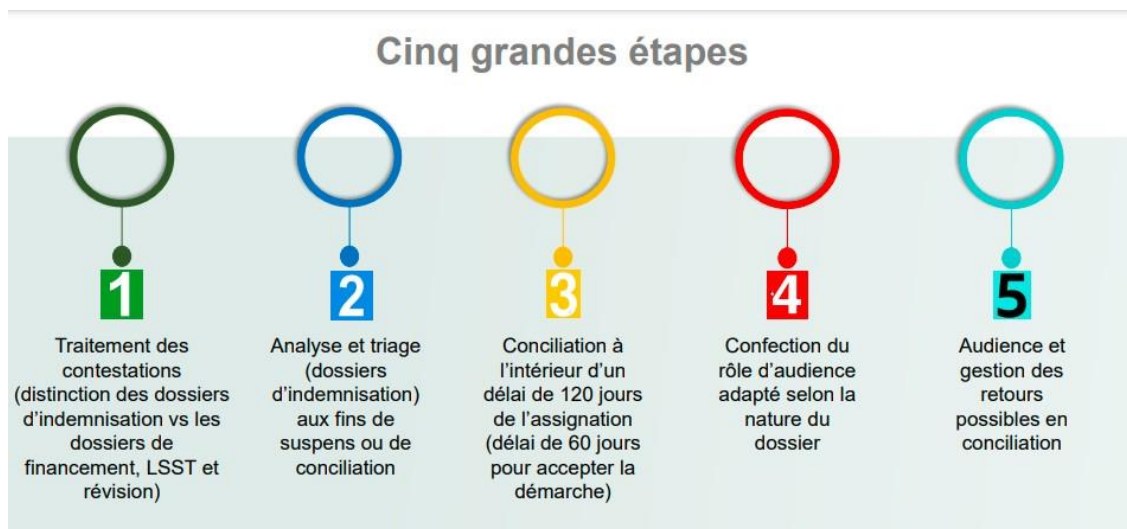 Cinq grandes étapes
1
Traitement des
contestations
(distinction des dossiers
d’indemnisation vs les
dossiers de
financement, LSST et
révision)
2
Analyse et triage
(dossiers
d’indemnisation)
aux fins de
suspens ou de
conciliation
3
Conciliation à
l’intérieur d’un
délai de 120 jours
de l’assignation
(délai de 60 jours
pour accepter la
démarche)
4
Confection du
rôle d’audience
adapté selon la
nature du
dossier
5
Audience et
gestion des
retours
possibles en
conciliation